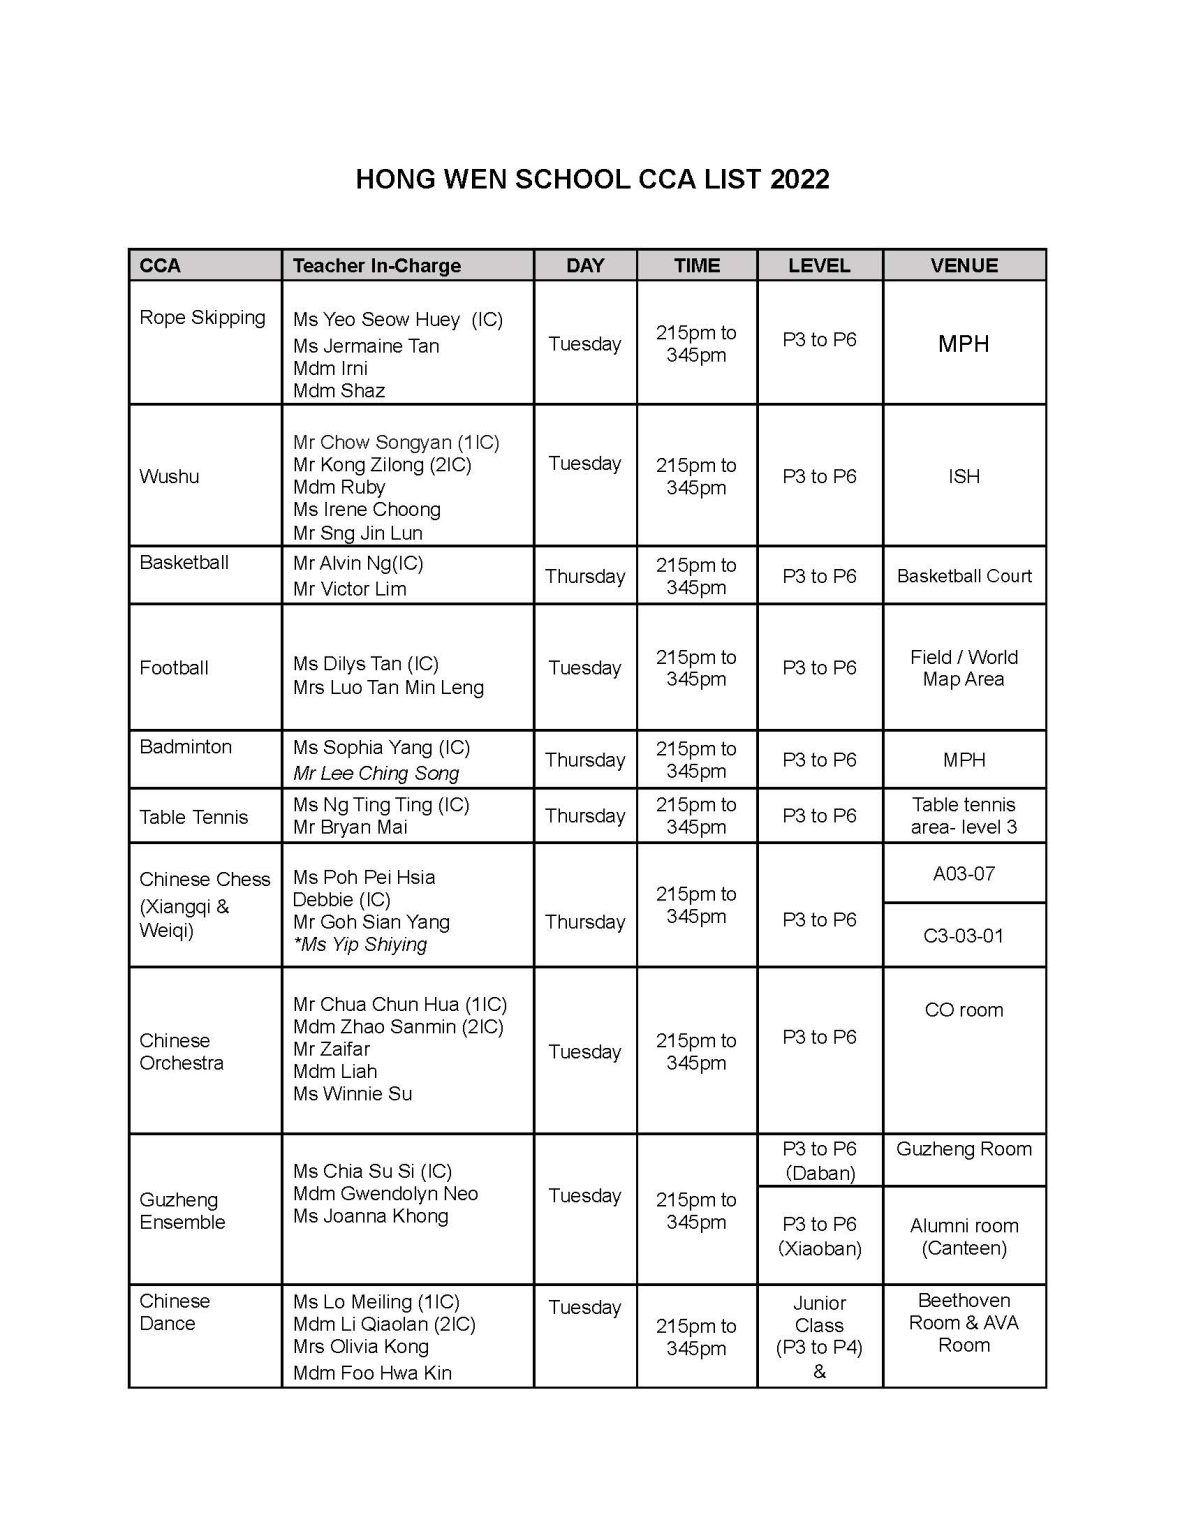 HONG WEN SCHOOL CCA LIST 2022
CCA
Teacher In-Charge
DAY
TIME
LEVEL
VENUE
Rope Skipping
Ms Yeo Seow Huey (IC)
Ms Jermaine Tan
Mdm Irni
Mdm Shaz
Tuesday
215pm to
345pm
P3 to P6
MPH
Wushu
Mr Chow Songyan (1IC)
Mr Kong Zilong (2IC)
Mdm Ruby
Ms Irene Choong
Mr Sng Jin Lun
Tuesday
215pm to
345pm
P3 to P6
ISH
Basketball
Mr Alvin Ng(IC)
Mr Victor Lim
Thursday
215pm to
345pm
P3 to P6
Basketball Court
Football
Ms Dilys Tan (IC)
Mrs Luo Tan Min Leng
Tuesday
215pm to
345pm
P3 to P6
Field / World
Map Area
Badminton
Ms Sophia Yang (IC)
Mr Lee Ching Song
Thursday
215pm to
345pm
P3 to P6
MPH
Table Tennis
Ms Ng Ting Ting (IC)
Mr Bryan Mai
Thursday
215pm to
345pm
P3 to P6
Table tennis
area- level 3
Chinese Chess
(Xiangqi &
Weiqi)
Ms Poh Pei Hsia
Debbie (IC)
Mr Goh Sian Yang
*Ms Yip Shiying
Thursday
215pm to
345pm
P3 to P6
A03-07
C3-03-01
Chinese
Orchestra
Mr Chua Chun Hua (1IC)
Mdm Zhao Sanmin (2IC)
Mr Zaifar
Mdm Liah
Ms Winnie Su
Tuesday
215pm to
345pm
P3 to P6
CO room
Guzheng
Ensemble
Ms Chia Su Si (IC)
Mdm Gwendolyn Neo
Ms Joanna Khong
Tuesday
215pm to
345pm
P3 to P6
(Daban)
Guzheng Room
P3 to P6
(Xiaoban)
Alumni room
(Canteen)
Chinese
Dance
Ms Lo Meiling (1IC)
Mdm Li Qiaolan (2IC)
Mrs Olivia Kong
Mdm Foo Hwa Kin
Tuesday
215pm to
345pm
Junior
Class
(P3 to P4)
&
Beethoven
Room & AVA
Room